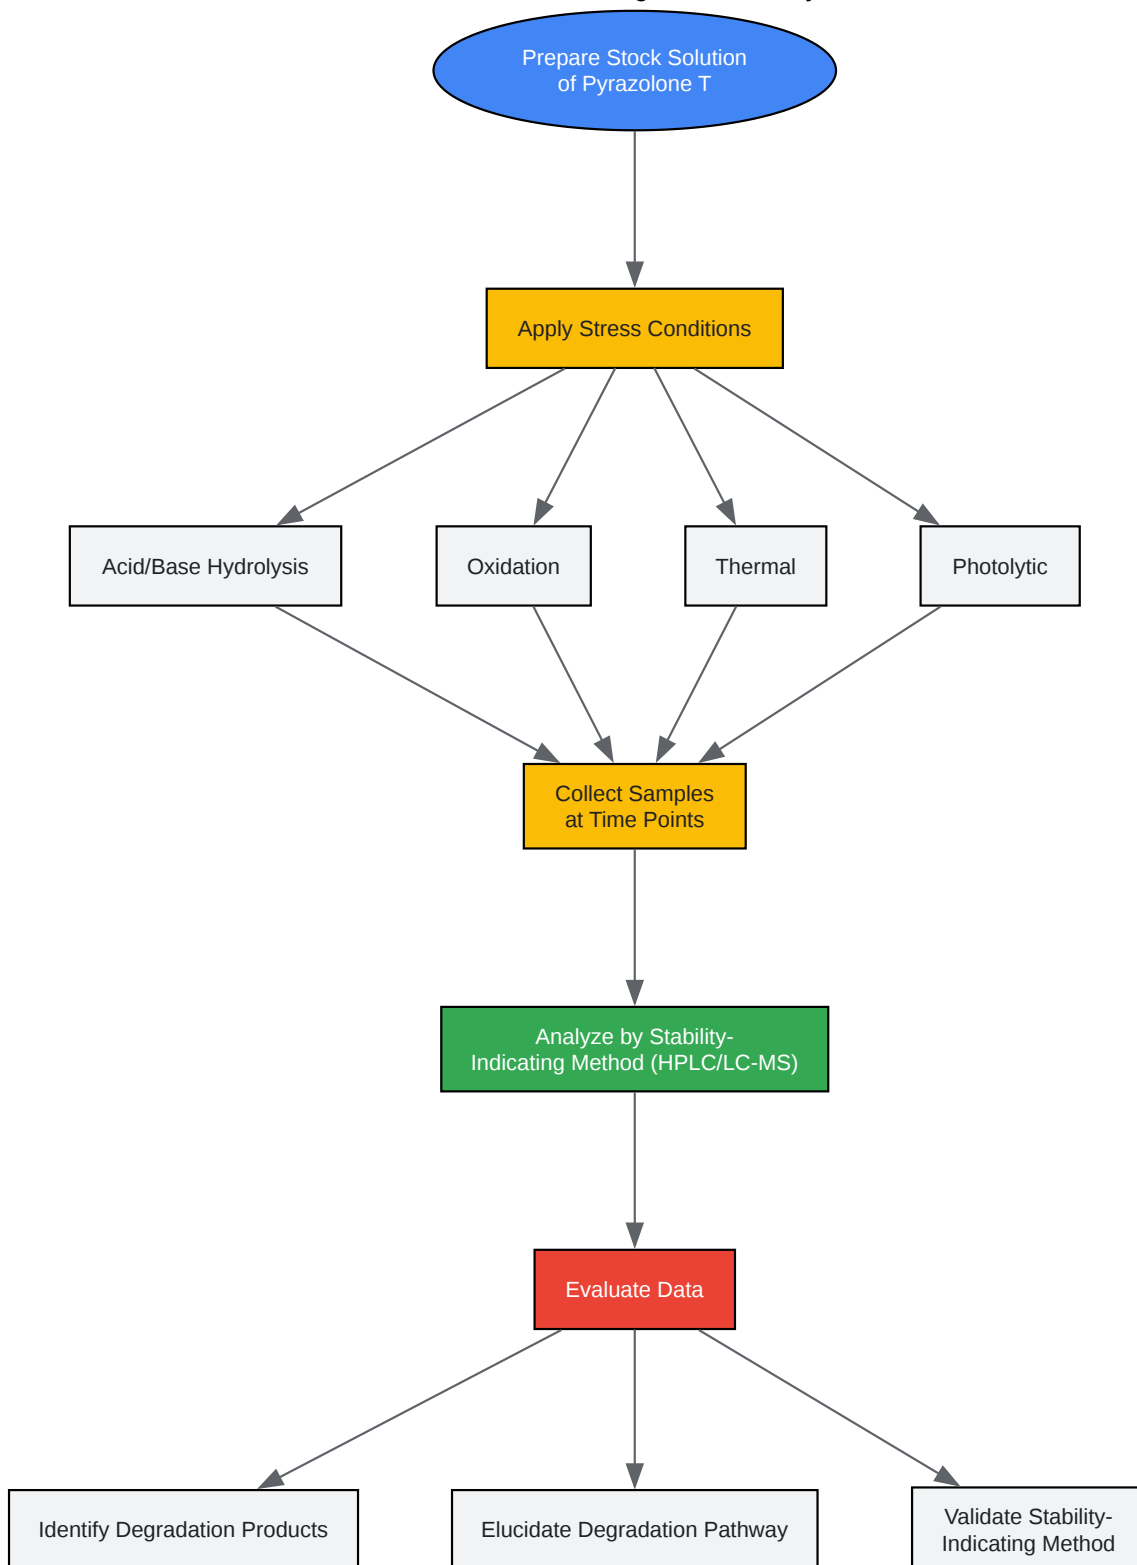 Prepare Stock Solution
of Pyrazolone T
Apply Stress Conditions
Acid/Base Hydrolysis
Oxidation
Thermal
Photolytic
Collect Samples
at Time Points
Analyze by Stability-
Indicating Method (HPLC/LC-MS)
Evaluate Data
Identify Degradation Products
Elucidate Degradation Pathway
Validate Stability-
Indicating Method